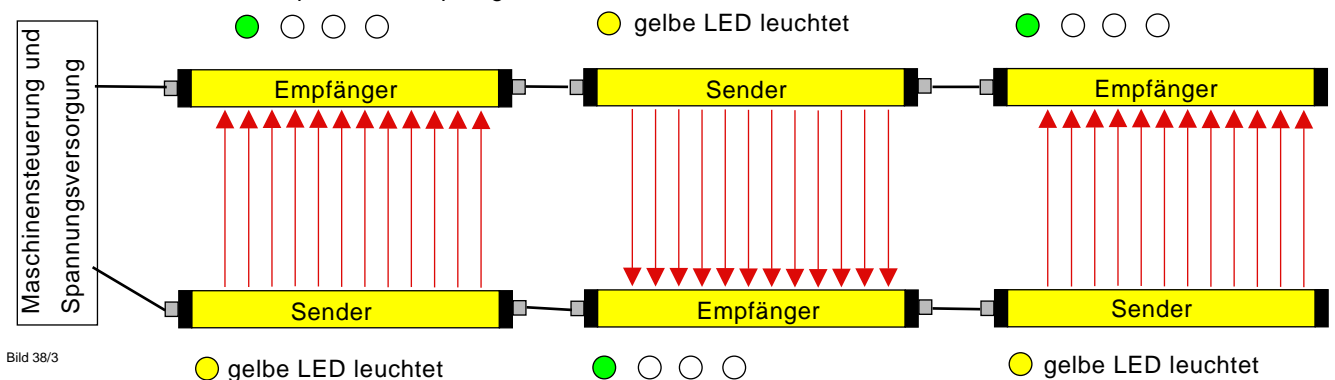 gelbe LED leuchtet
Maschinensteuerung und
Spannungsversorgung
Empfänger
Sender
Empfänger
Sender
Empfänger
Sender
Bild 38/3
gelbe LED leuchtet
gelbe LED leuchtet